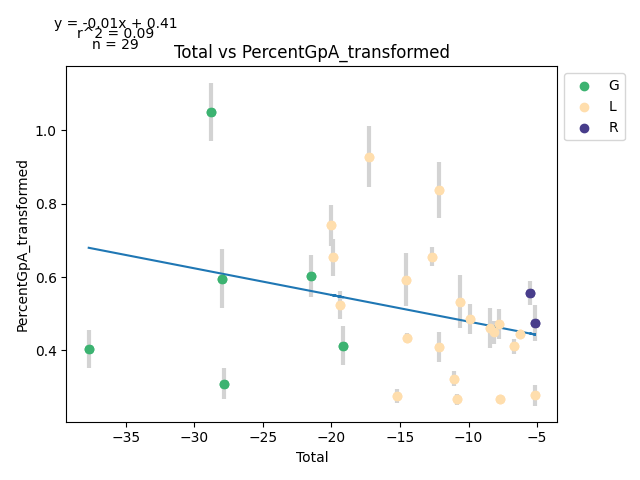 y = -0.01x + 0.41
r^2 = 0.09
n = 29
Total vs PercentGpA_transformed
G
L
R
1.0
0.8
0.6
0.4
PercentGpA_transformed
−35
−30
−25
−20
−15
−10
−5
Total